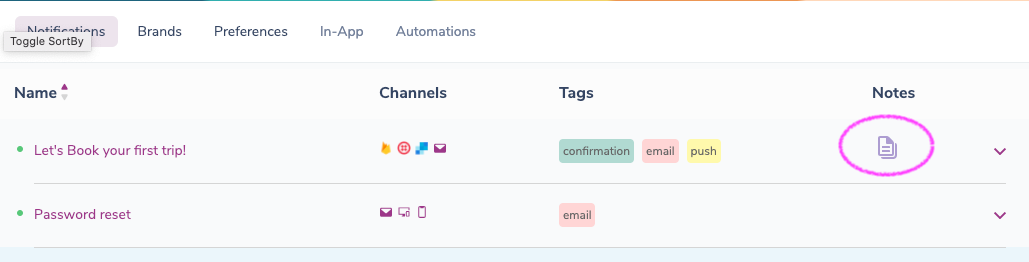 Notifications Brands Preferences In-App Automations
Toggle SortBy
Name Channels Tags Notes
Let's Book your first trip! confirmation email push
Password reset email